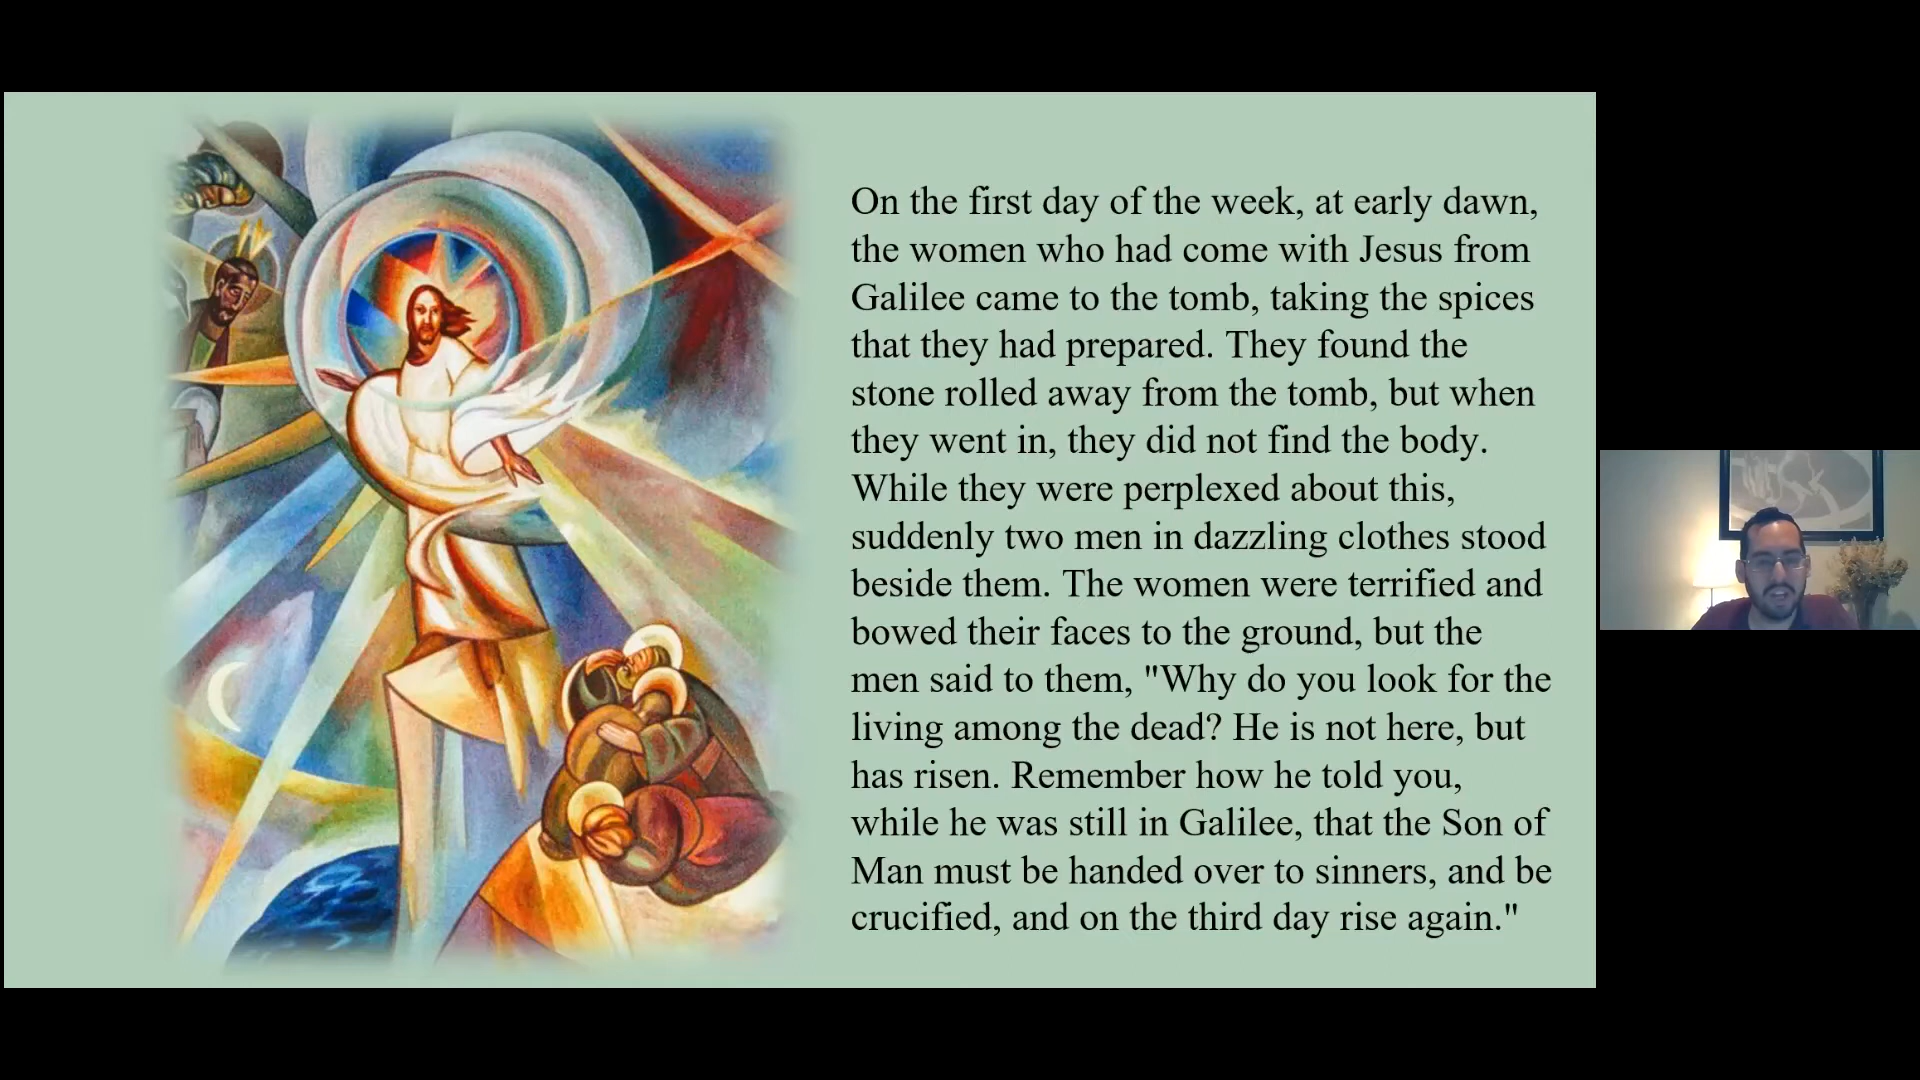 On the first day of the week, at early dawn,
the women who had come with Jesus from
Galilee came to the tomb, taking the spices
that they had prepared. They found the
stone rolled away from the tomb, but when
they went in, they did not find the body.
While they were perplexed about this,
suddenly two men in dazzling clothes stood
beside them. The women were terrified and
bowed their faces to the ground, but the
men said to them, "Why do you look for the
living among the dead? He is not here, but
has risen. Remember how he told you,
while he was still in Galilee, that the Son of
Man must be handed over to sinners, and be
crucified, and on the third day rise again."